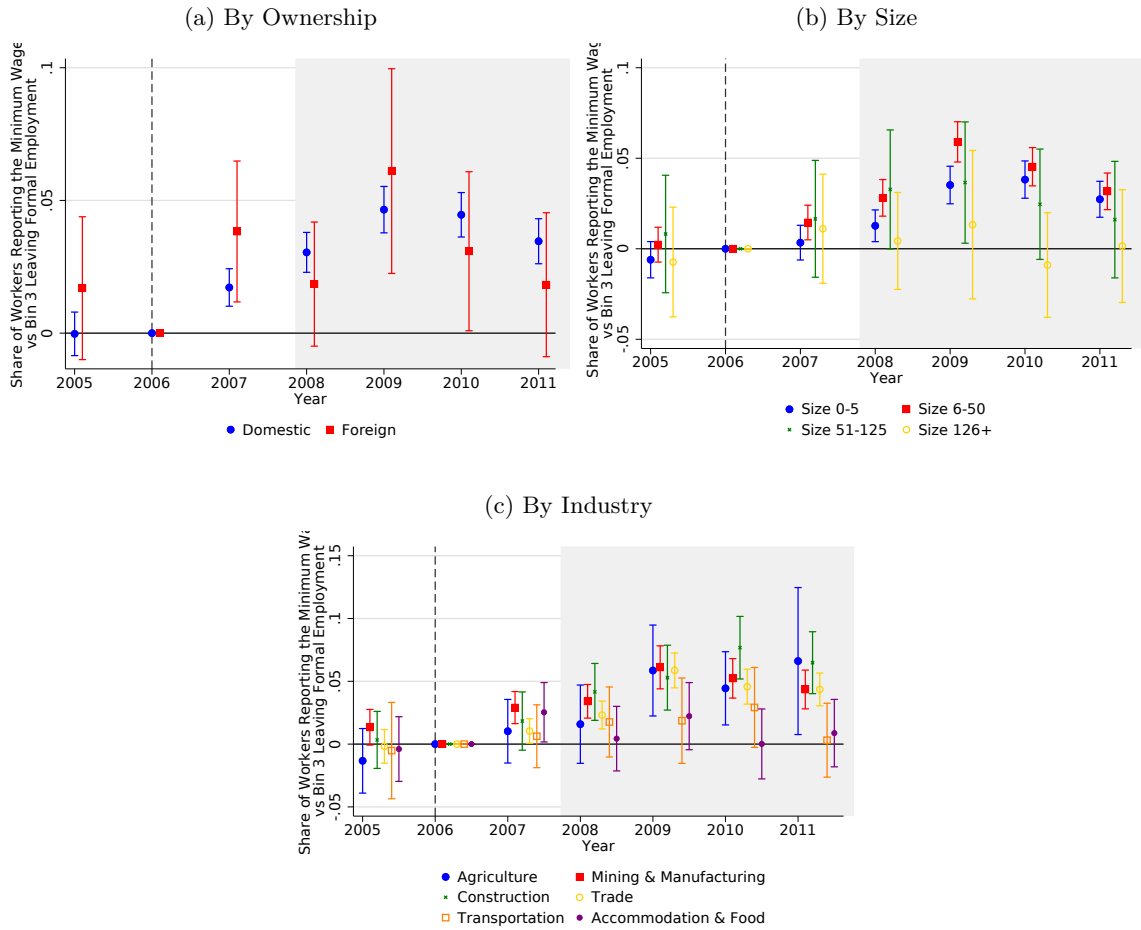 (a) By Ownership
Share of Workers Reporting the Minimum Wage
vs Bin 3 Leaving Formal Employment
.1
.05
0
2005 2006 2007 2008 2009 2010 2011
Year
Domestic Foreign
(b) By Size
Share of Workers Reporting the Minimum Wag
vs Bin 3 Leaving Formal Employment
.1
.05
0
-.05
2005 2006 2007 2008 2009 2010 2011
Year
Size 0-5 Size 6-50
Size 51-125 Size 126+
(c) By Industry
Share of Workers Reporting the Minimum Wa
vs Bin 3 Leaving Formal Employment
.15
.1
.05
0
-.05
2005 2006 2007 2008 2009 2010 2011
Year
Agriculture Mining & Manufacturing
Construction Trade
Transportation Accommodation & Food